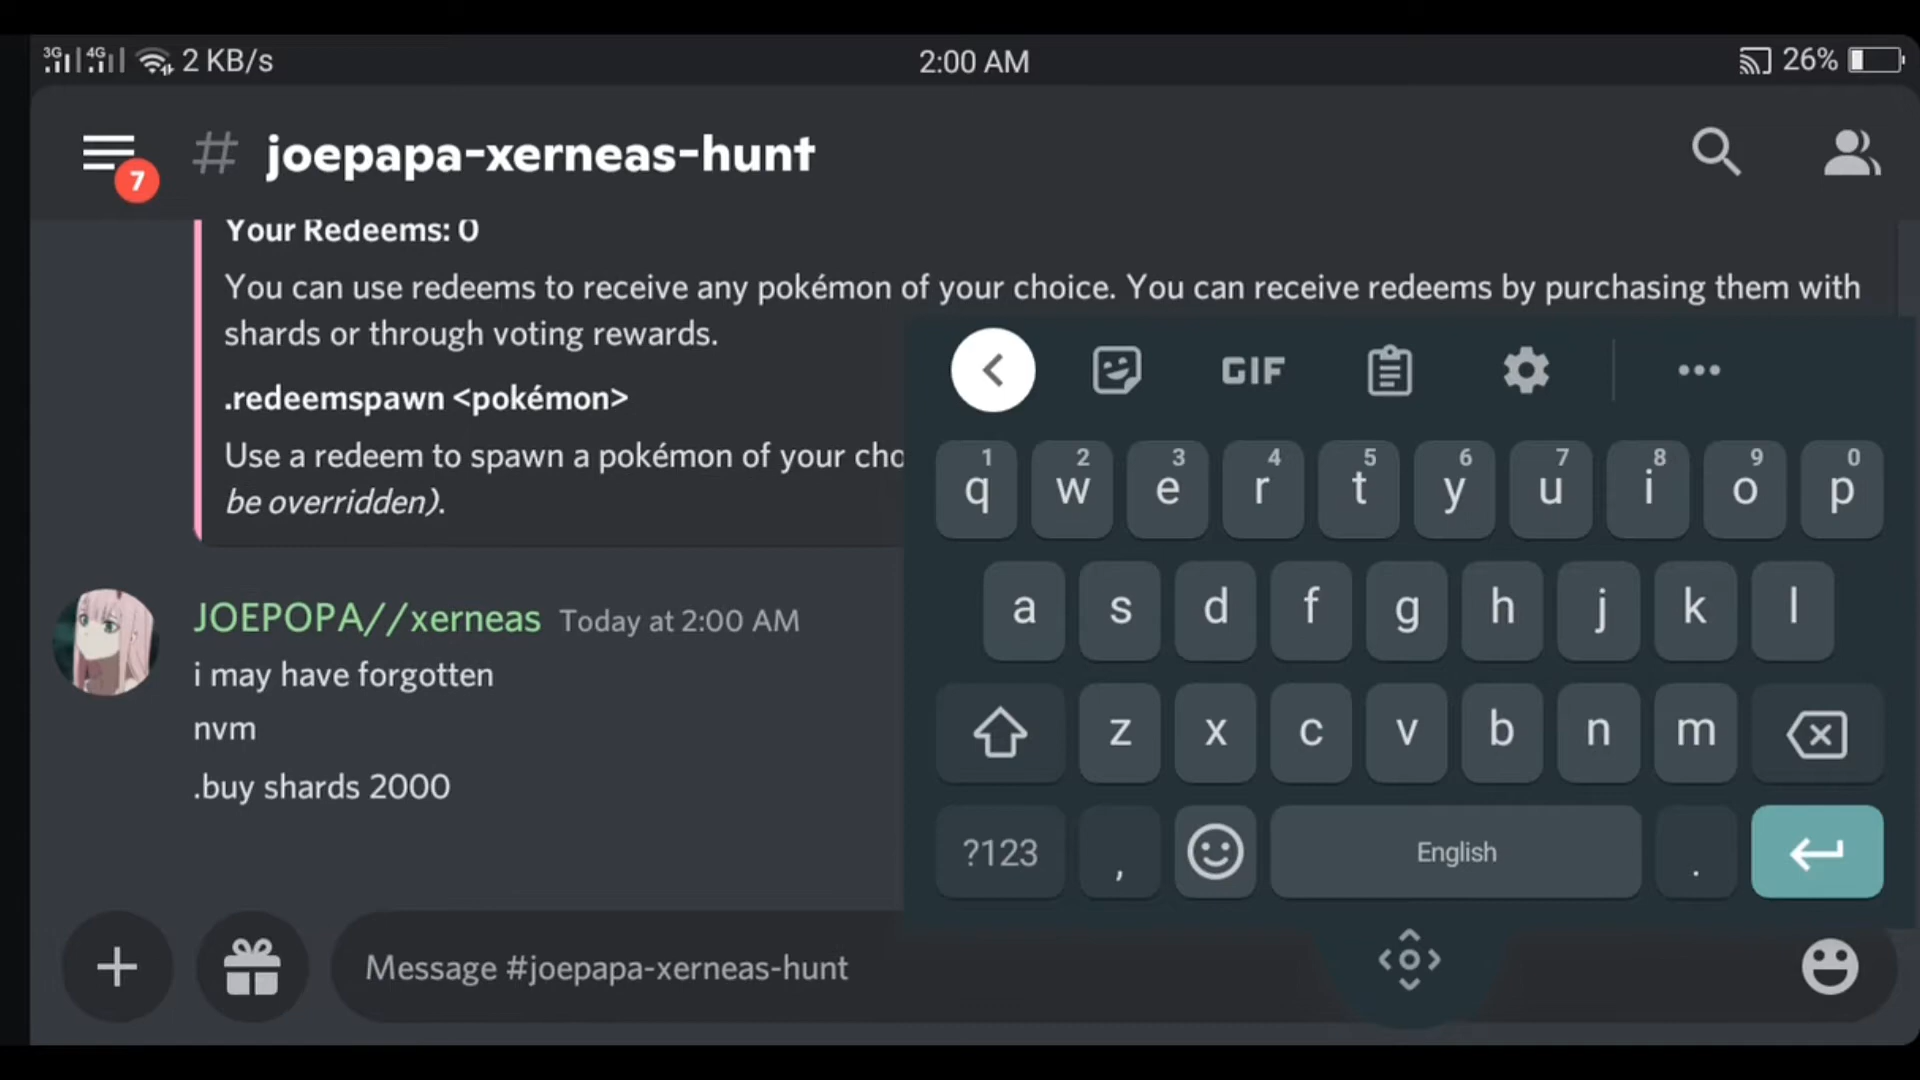 3G 4G 2 KB/s 2:00 AM 26%
7 # joepapa-xerneas-hunt
Your Redeems: 0
You can use redeems to receive any pokémon of your choice. You can receive redeems by purchasing them with
shards or through voting rewards.
.redeemspawn <pokémon>
Use a redeem to spawn a pokémon of your cho
be overridden).
JOEPOPA//xerneas Today at 2:00 AM
i may have forgotten
nvm
.buy shards 2000
Message #joepapa-xerneas-hunt
GIF
1 2 3 4 5 6 7 8 9 0
q w e r t y u i o p
a s d f g h j k l
z x c v b n m
?123 , English .